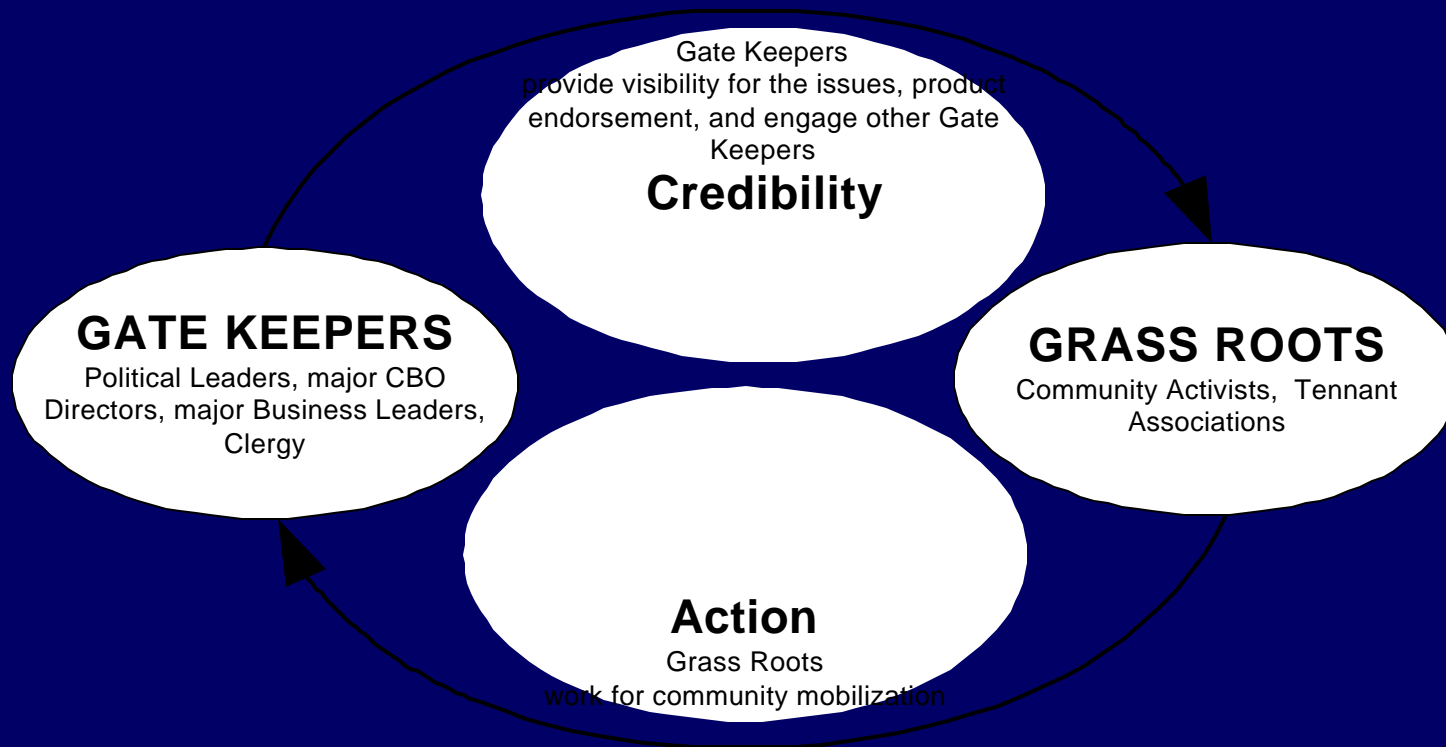 Gate Keepers
provide visibility for the issues, product
endorsement, and engage other Gate
Keepers
Credibility
GATE KEEPERS
Political Leaders, major CBO
Directors, major Business Leaders,
Clergy
GRASS ROOTS
Community Activists, Tennant
Associations
Action
Grass Roots
work for community mobilization